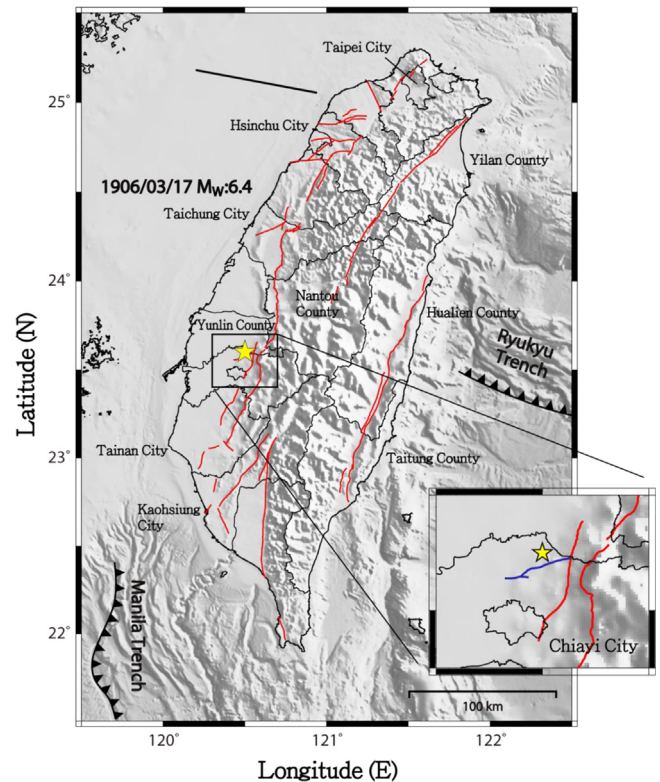 Taipei City
25°
Hsinchu City
Yilan County
1906/03/17 Mw:6.4
Taichung City
24°
Nantou
County
Hualien County
Yunlin County
Ryukyu
Trench
Latitude (N)
Tainan City
23°
Taitung County
Kaohsiung
City
Manila Trench
22°
Chiayi City
100 km
120°
121°
122°
Longitude (E)